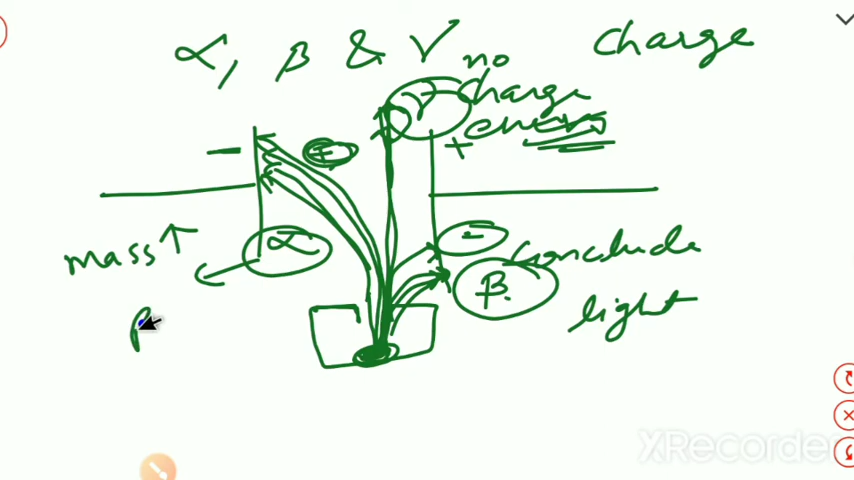 α, β & γ
Charge
no
charge
+
−
+
−
mass ↑
α
Conclude
β.
light
XRecorder